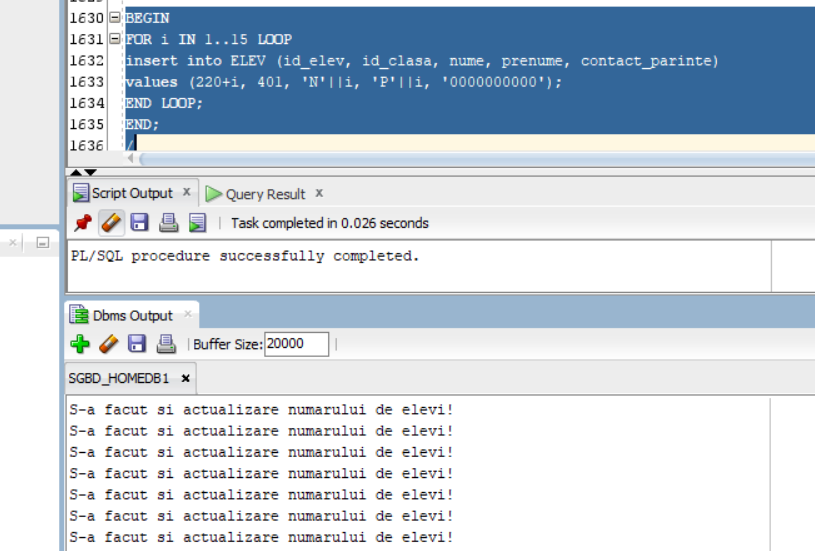 1630 BEGIN
1631 FOR i IN 1..15 LOOP
1632 insert into ELEV (id_elev, id_clasa, nume, prenume, contact_parinte)
1633 values (220+i, 401, 'N'||i, 'P'||i, '0000000000');
1634 END LOOP;
1635 END;
1636 /
Script Output x Query Result x
Task completed in 0.026 seconds
PL/SQL procedure successfully completed.
Dbms Output x
Buffer Size: 20000
SGBD_HOMEDB1 x
S-a facut si actualizare numarului de elevi!
S-a facut si actualizare numarului de elevi!
S-a facut si actualizare numarului de elevi!
S-a facut si actualizare numarului de elevi!
S-a facut si actualizare numarului de elevi!
S-a facut si actualizare numarului de elevi!
S-a facut si actualizare numarului de elevi!